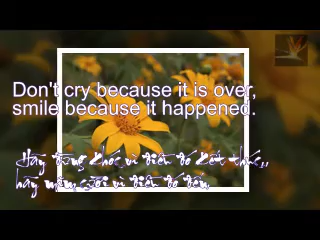 Don't cry because it is over,
smile because it happened.
Hãy đừng khóc vì điều đó kết thúc,,
hãy mỉm cười vì điều đó đến